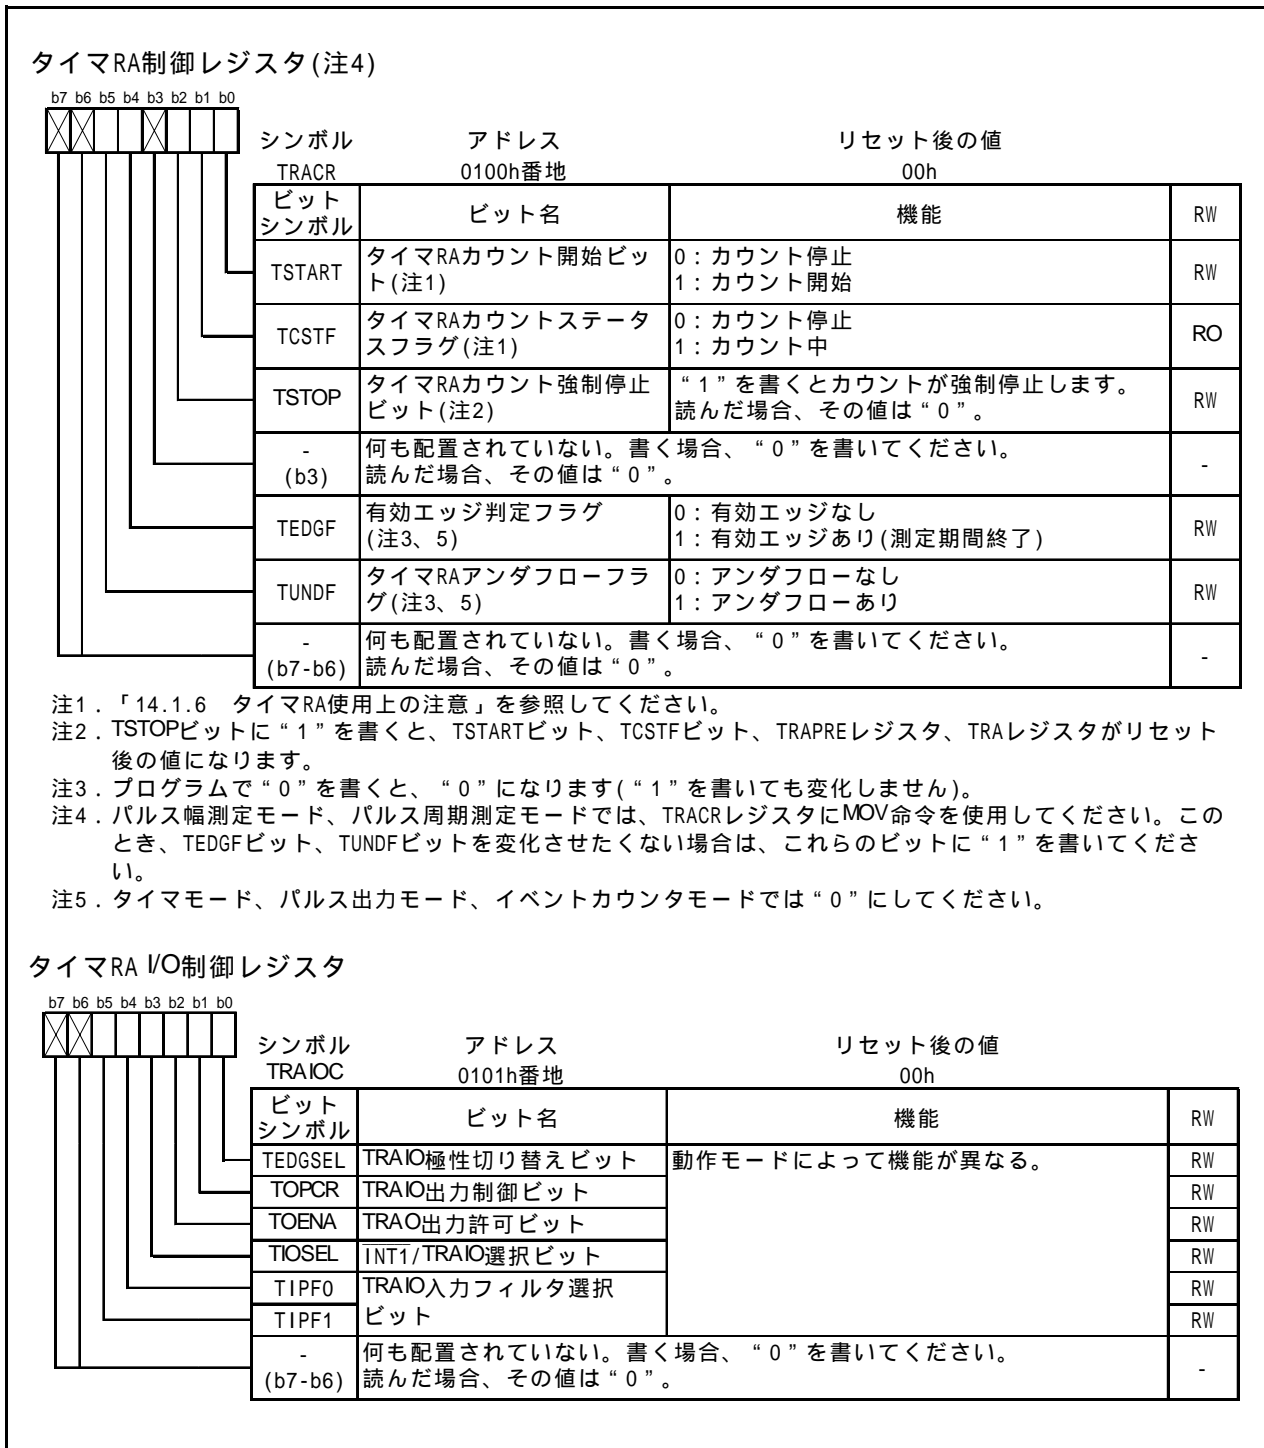 タイマRA制御レジスタ(注4)
b7 b6 b5 b4 b3 b2 b1 b0
シンボル アドレス リセット後の値
TRACR 0100h番地 00h
ビットシンボル ビット名 機能 RW
TSTART タイマRAカウント開始ビッ
ト(注1) 0：カウント停止
1：カウント開始 RW
TCSTF タイマRAカウントステータ
スフラグ(注1) 0：カウント停止
1：カウント中 RO
TSTOP タイマRAカウント強制停止
ビット(注2) “1”を書くとカウントが強制停止します。
読んだ場合、その値は“0”。 RW
-
(b3) 何も配置されていない。書く場合、“0”を書いてください。
読んだ場合、その値は“0”。 -
TEDGF 有効エッジ判定フラグ
(注3、5) 0：有効エッジなし
1：有効エッジあり(測定期間終了) RW
TUNDF タイマRAアンダフローフラ
グ(注3、5) 0：アンダフローなし
1：アンダフローあり RW
-
(b7-b6) 何も配置されていない。書く場合、“0”を書いてください。
読んだ場合、その値は“0”。 -
注1．「14.1.6　タイマRA使用上の注意」を参照してください。
注2．TSTOPビットに“1”を書くと、TSTARTビット、TCSTFビット、TRAPREレジスタ、TRAレジスタがリセット
後の値になります。
注3．プログラムで“0”を書くと、“0”になります(“1”を書いても変化しません)。
注4．パルス幅測定モード、パルス周期測定モードでは、TRACRレジスタにMOV命令を使用してください。この
とき、TEDGFビット、TUNDFビットを変化させたくない場合は、これらのビットに“1”を書いてくださ
い。
注5．タイマモード、パルス出力モード、イベントカウンタモードでは“0”にしてください。
タイマRA I/O制御レジスタ
b7 b6 b5 b4 b3 b2 b1 b0
シンボル アドレス リセット後の値
TRAIOC 0101h番地 00h
ビットシンボル ビット名 機能 RW
TEDGSEL TRAIO極性切り替えビット 動作モードによって機能が異なる。 RW
TOPCR TRAIO出力制御ビット RW
TOENA TRAO出力許可ビット RW
TIOSEL INT1/TRAIO選択ビット RW
TIPF0 TRAIO入力フィルタ選択 RW
TIPF1 ビット RW
-
(b7-b6) 何も配置されていない。書く場合、“0”を書いてください。
読んだ場合、その値は“0”。 -